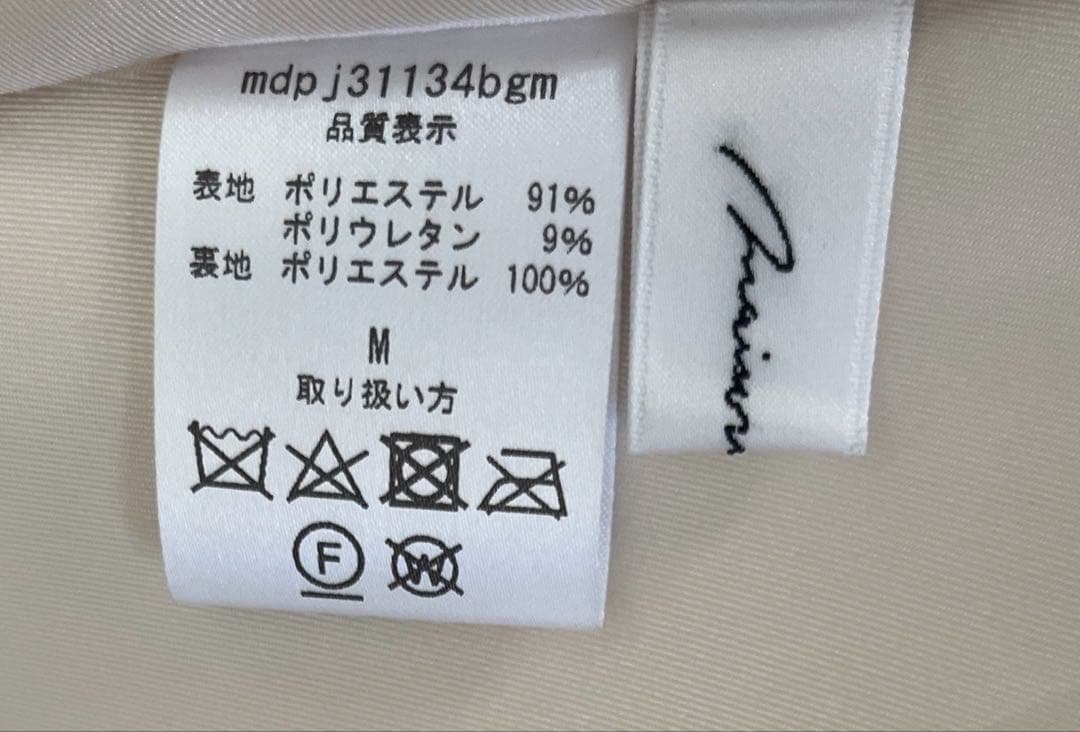 mdpj31134bgm
品質表示
表地 ポリエステル 91%
ポリウレタン 9%
裏地 ポリエステル 100%
M
取り扱い方
F
W